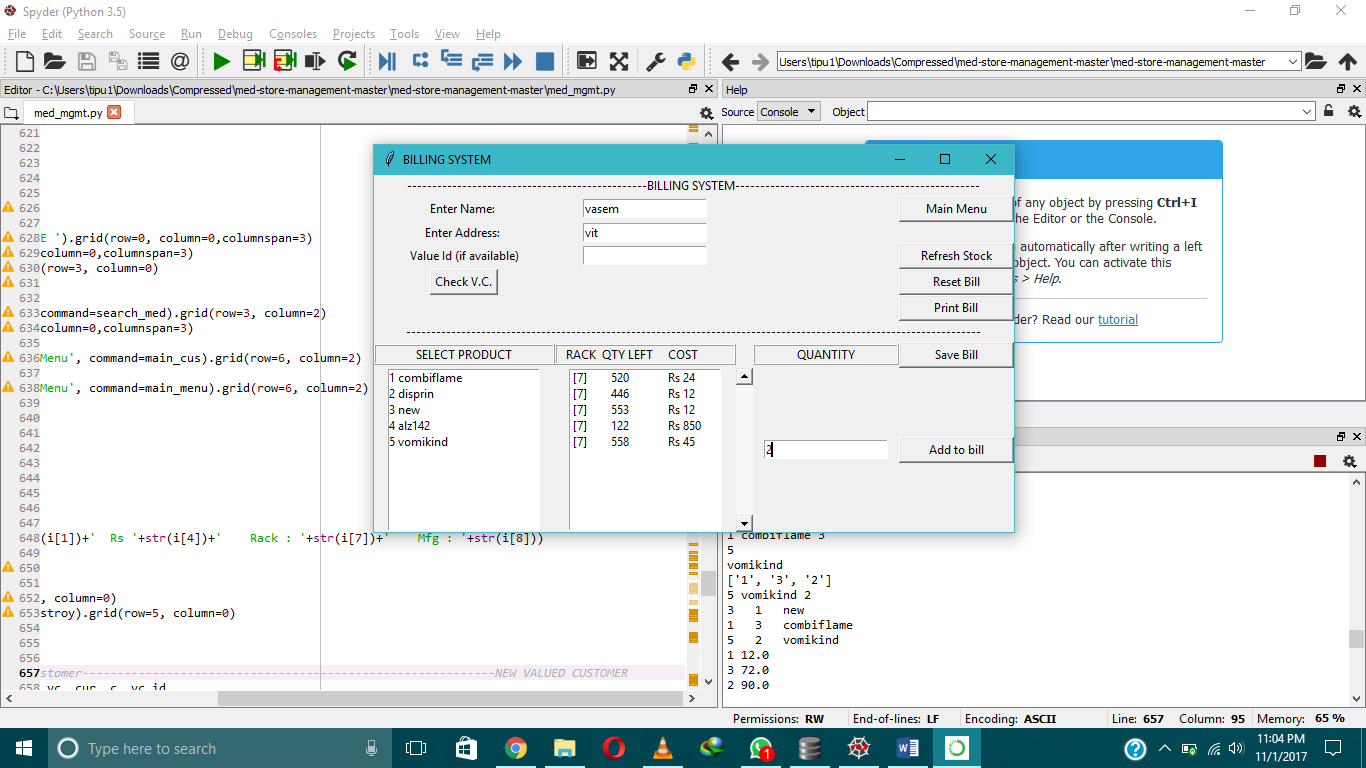 Spyder (Python 3.5)
File Edit Search Source Run Debug Consoles Projects Tools View Help
Users\tipu1\Downloads\Compressed\med-store-management-master\med-store-management-master
Editor - C:\Users\tipu1\Downloads\Compressed\med-store-management-master\med-store-management-master\med_mgmt.py
med_mgmt.py
621
622
623
624
625
626
627
628E ').grid(row=0, column=0,columnspan=3)
629column=0,columnspan=3)
630(row=3, column=0)
631
632
633command=search_med).grid(row=3, column=2)
634column=0,columnspan=3)
635
636Menu', command=main_cus).grid(row=6, column=2)
637
638Menu', command=main_menu).grid(row=6, column=2)
639
640
641
642
643
644
645
646
647
648(i[1])+' Rs '+str(i[4])+' Rack : '+str(i[7])+' Mfg : '+str(i[8]))
649
650
651
652, column=0)
653stroy).grid(row=5, column=0)
654
655
656
657stomer----------------------------------------------------------NEW VALUED CUSTOMER
658 vc, cur, c, vc_id
Help
Source Console Object
of any object by pressing Ctrl+I
the Editor or the Console.
automatically after writing a left
object. You can activate this
s > Help.
der? Read our tutorial
BILLING SYSTEM
------------------------------------------------BILLING SYSTEM-------------------------------------------------
Enter Name: vasem Main Menu
Enter Address: vit
Value Id (if available) Refresh Stock
Check V.C. Reset Bill
Print Bill
-------------------------------------------------------------------------------------------------------------------
SELECT PRODUCT RACK QTY LEFT COST QUANTITY Save Bill
1 combiflame [7] 520 Rs 24
2 disprin [7] 446 Rs 12
3 new [7] 553 Rs 12
4 alz142 [7] 122 Rs 850
5 vomikind [7] 558 Rs 45
2 Add to bill
1 combiflame 3
5
vomikind
['1', '3', '2']
5 vomikind 2
3 1 new
1 3 combiflame
5 2 vomikind
1 12.0
3 72.0
2 90.0
Permissions: RW End-of-lines: LF Encoding: ASCII Line: 657 Column: 95 Memory: 65 %
Type here to search
1
11:04 PM
11/1/2017